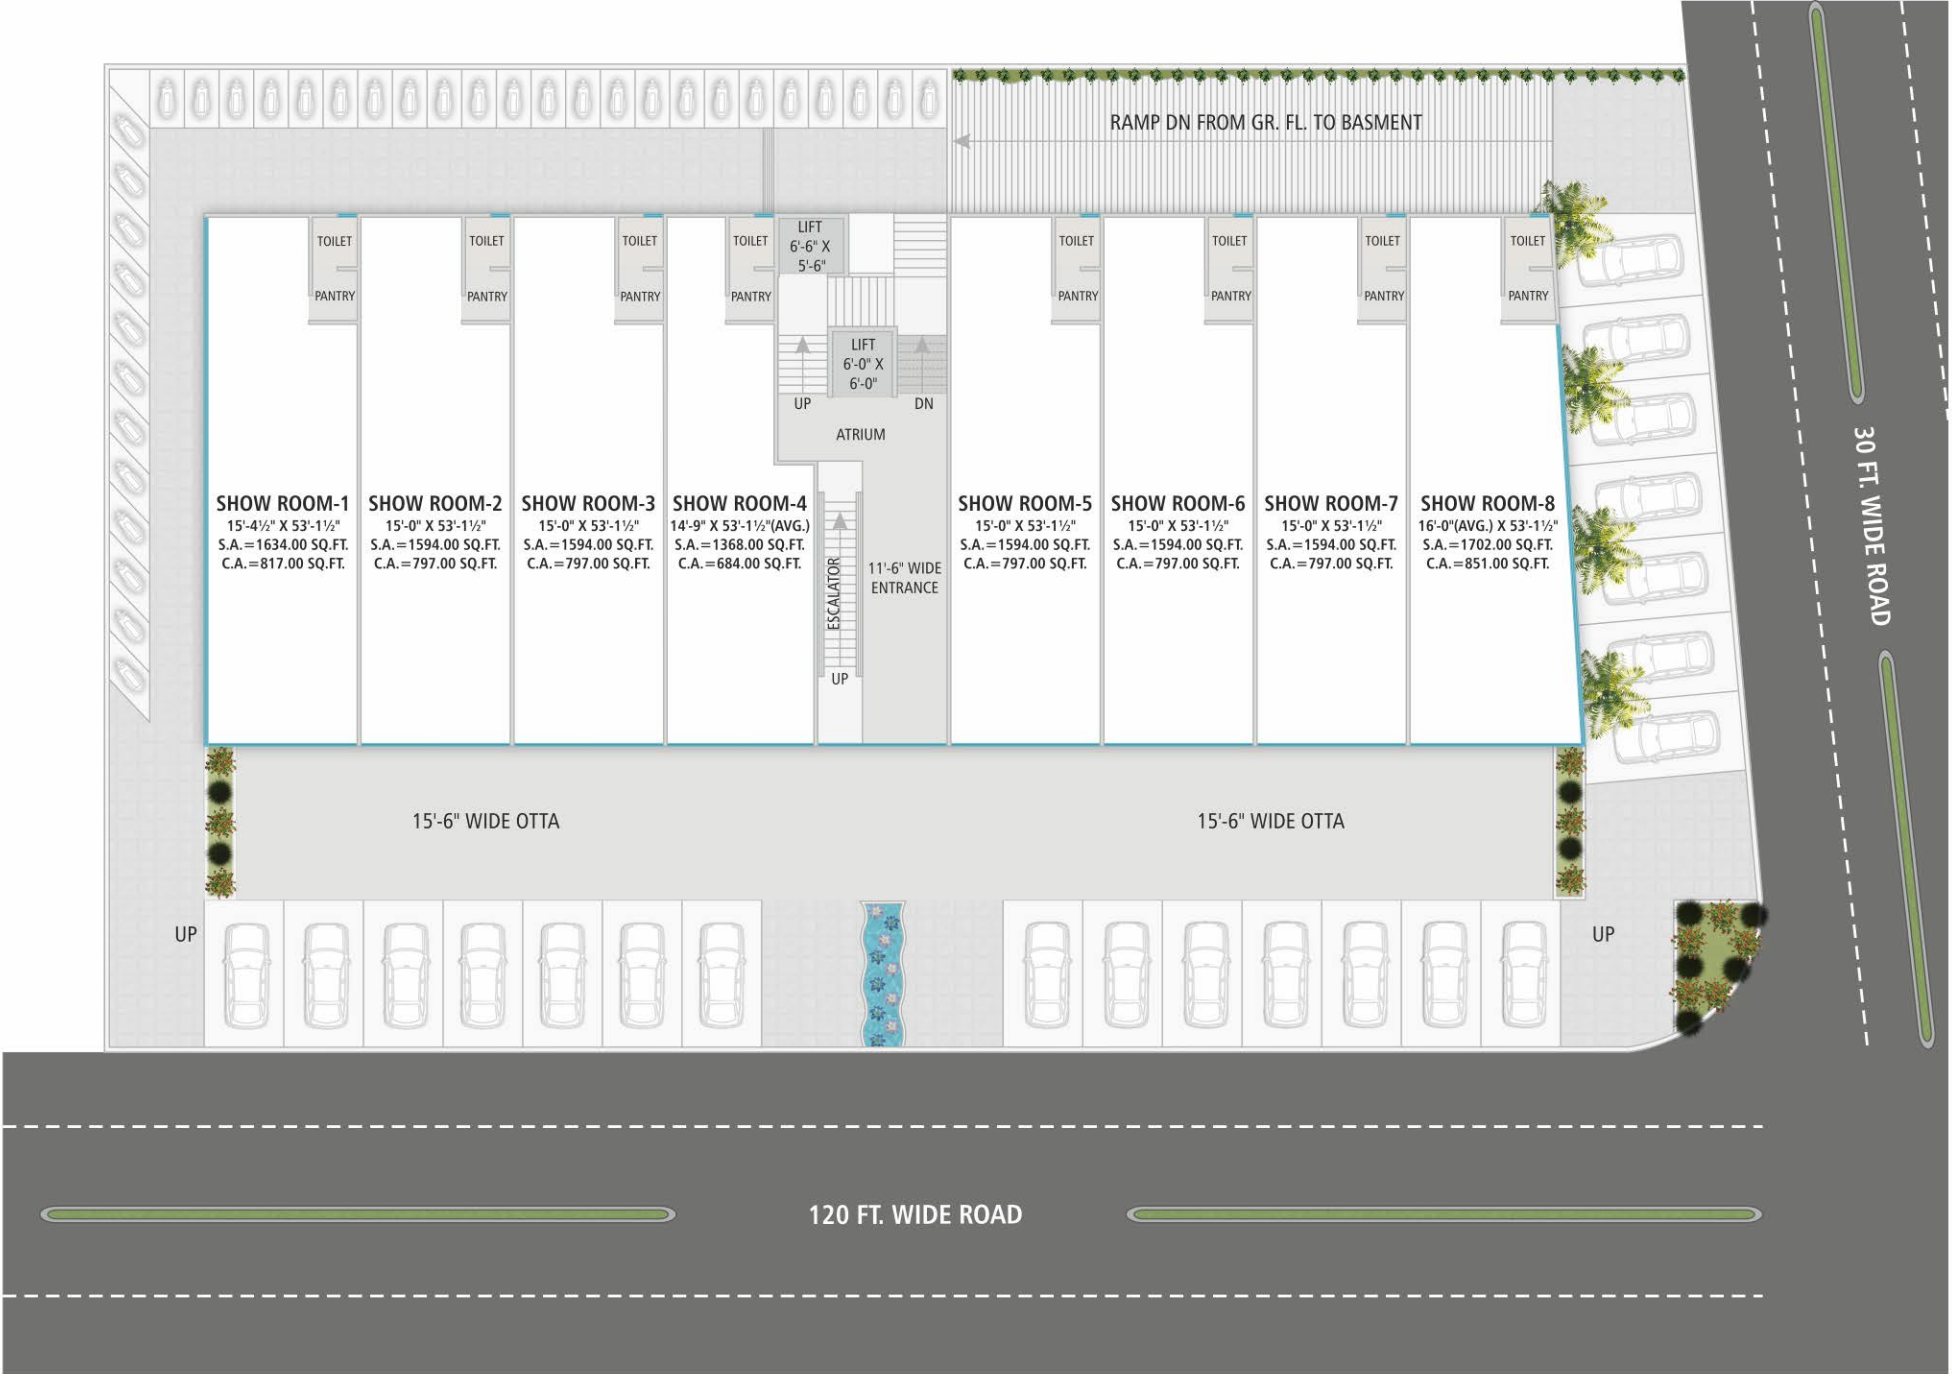 RAMP DN FROM GR. FL. TO BASMENT
TOILET
PANTRY
TOILET
PANTRY
TOILET
PANTRY
TOILET
PANTRY
LIFT
6'-6" X
5'-6"
LIFT
6'-0" X
6'-0"
UP
DN
ATRIUM
TOILET
PANTRY
TOILET
PANTRY
TOILET
PANTRY
TOILET
PANTRY
SHOW ROOM-1
15'-4½" X 53'-1½"
S.A.=1634.00 SQ.FT.
C.A.=817.00 SQ.FT.
SHOW ROOM-2
15'-0" X 53'-1½"
S.A.=1594.00 SQ.FT.
C.A.=797.00 SQ.FT.
SHOW ROOM-3
15'-0" X 53'-1½"
S.A.=1594.00 SQ.FT.
C.A.=797.00 SQ.FT.
SHOW ROOM-4
14'-9" X 53'-1½"(AVG.)
S.A.=1368.00 SQ.FT.
C.A.=684.00 SQ.FT.
ESCALATOR
UP
11'-6" WIDE
ENTRANCE
SHOW ROOM-5
15'-0" X 53'-1½"
S.A.=1594.00 SQ.FT.
C.A.=797.00 SQ.FT.
SHOW ROOM-6
15'-0" X 53'-1½"
S.A.=1594.00 SQ.FT.
C.A.=797.00 SQ.FT.
SHOW ROOM-7
15'-0" X 53'-1½"
S.A.=1594.00 SQ.FT.
C.A.=797.00 SQ.FT.
SHOW ROOM-8
16'-0"(AVG.) X 53'-1½"
S.A.=1702.00 SQ.FT.
C.A.=851.00 SQ.FT.
30 FT. WIDE ROAD
15'-6" WIDE OTTA
15'-6" WIDE OTTA
UP
UP
120 FT. WIDE ROAD